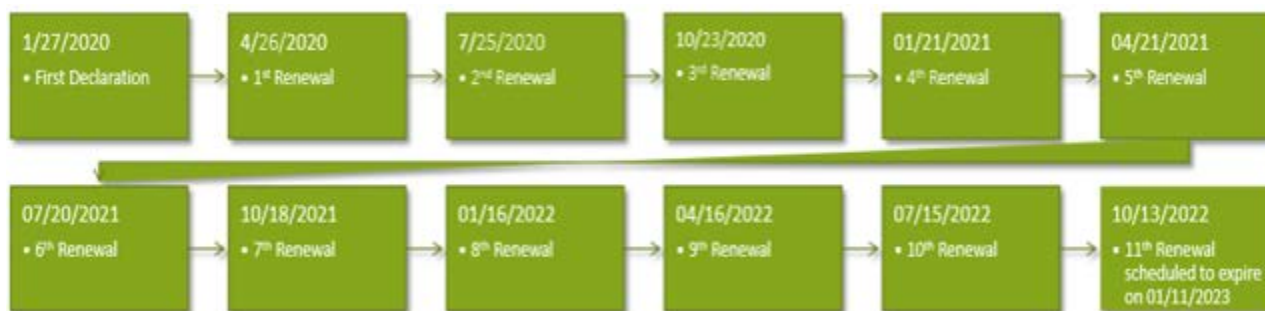 1/27/2020
• First Declaration
4/26/2020
• 1st Renewal
7/25/2020
• 2nd Renewal
10/23/2020
• 3rd Renewal
01/21/2021
• 4th Renewal
04/21/2021
• 5th Renewal
07/20/2021
• 6th Renewal
10/18/2021
• 7th Renewal
01/16/2022
• 8th Renewal
04/16/2022
• 9th Renewal
07/15/2022
• 10th Renewal
10/13/2022
• 11th Renewal
scheduled to expire
on 01/11/2023